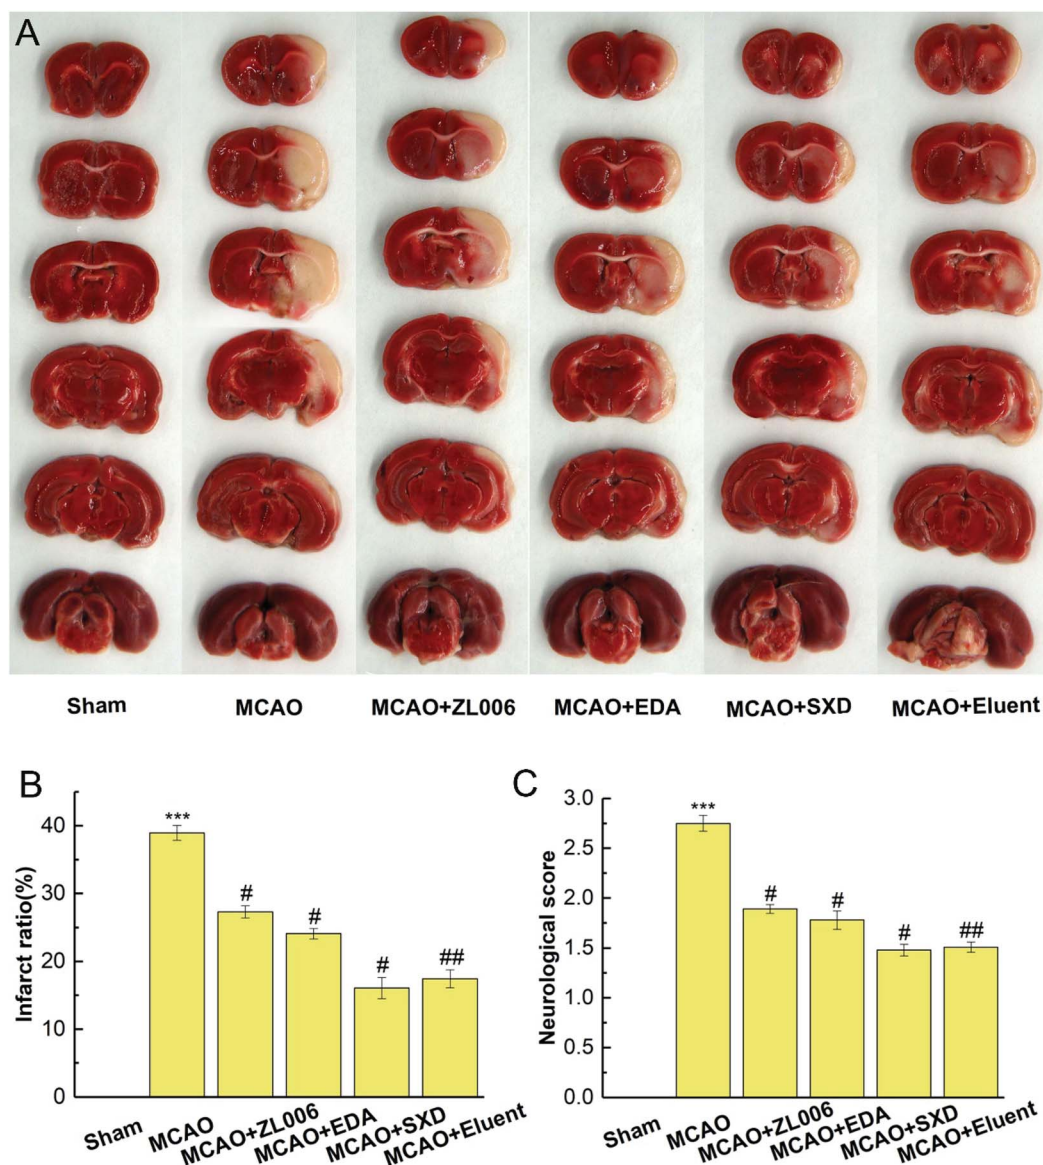 A
Sham MCAO MCAO+ZL006 MCAO+EDA MCAO+SXD MCAO+Eluent
B
Infarct ratio(%)
40
30
20
10
0
***
#
#
#
##
Sham
MCAO
MCAO+ZL006
MCAO+EDA
MCAO+SXD
MCAO+Eluent
C
Neurological score
3.0
2.5
2.0
1.5
1.0
0.5
0.0
***
#
#
#
##
Sham
MCAO
MCAO+ZL006
MCAO+EDA
MCAO+SXD
MCAO+Eluent